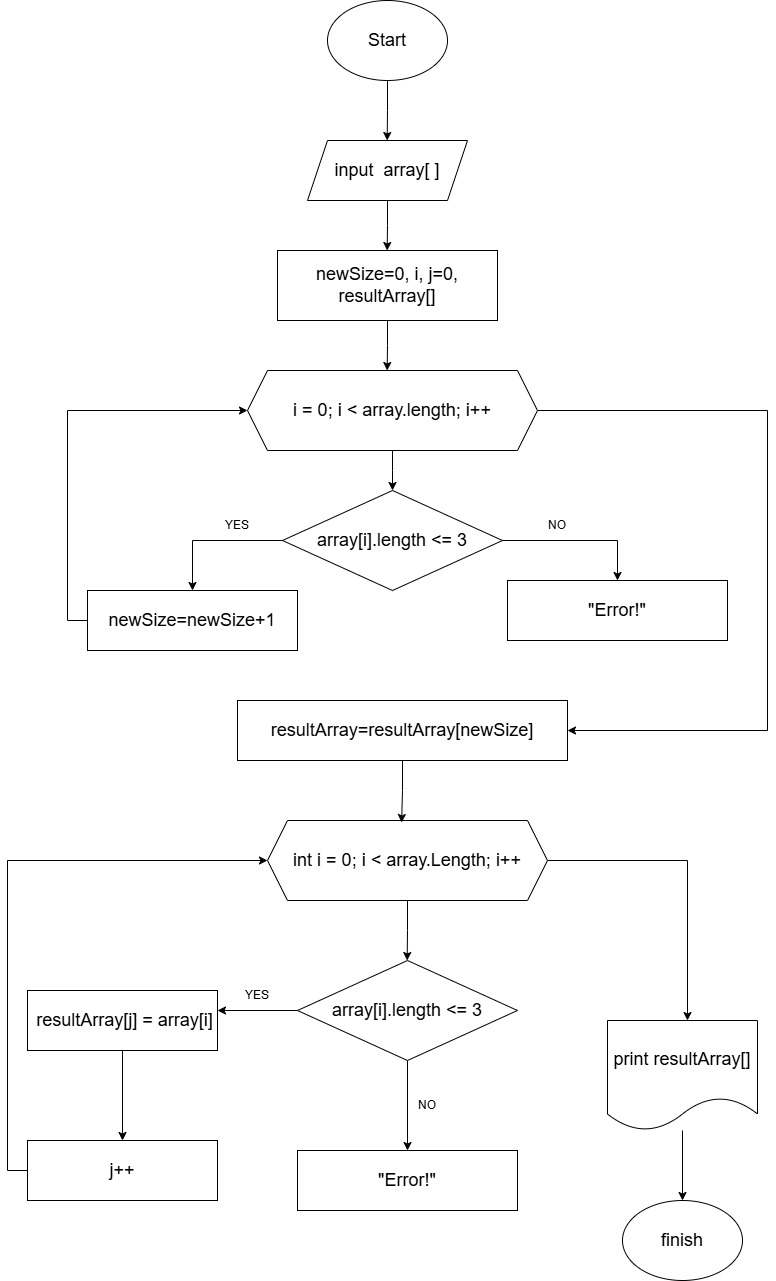 Start
input  array[ ]
newSize=0, i, j=0,
resultArray[]
i = 0; i < array.length; i++
YES
NO
array[i].length <= 3
newSize=newSize+1
"Error!"
resultArray=resultArray[newSize]
int i = 0; i < array.Length; i++
YES
resultArray[j] = array[i]
array[i].length <= 3
print resultArray[]
NO
j++
"Error!"
finish